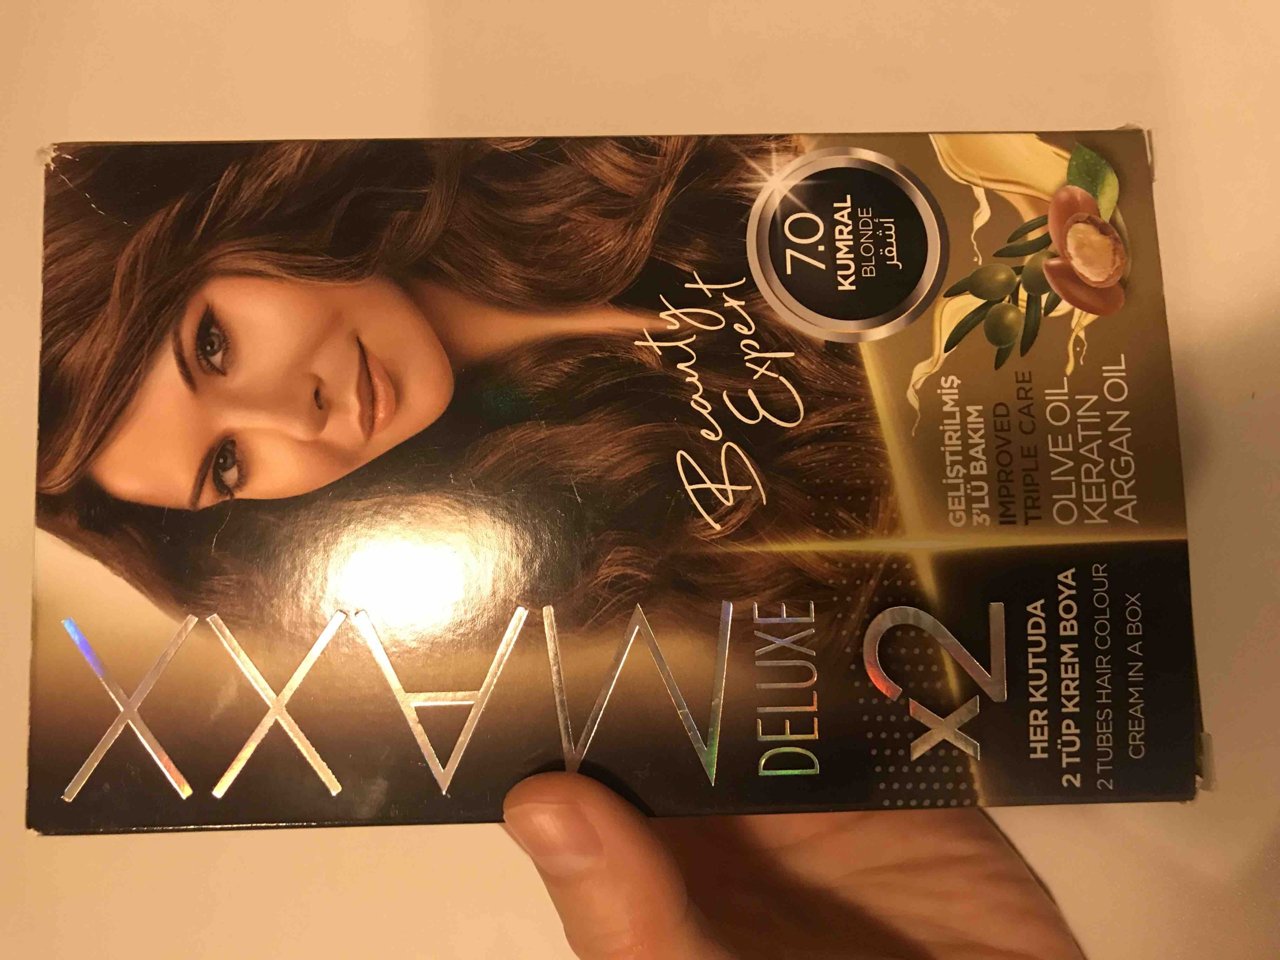 MAXX
DELUXE
Beauty
Expert
7.0
KUMRAL
BLONDE
أشقر
x2
HER KUTUDA
2 TÜP KREM BOYA
2 TUBES HAIR COLOUR
CREAM IN A BOX
GELİŞTİRİLMİŞ
3'LÜ BAKIM
IMPROVED
TRIPLE CARE
OLIVE OIL
KERATIN
ARGAN OIL